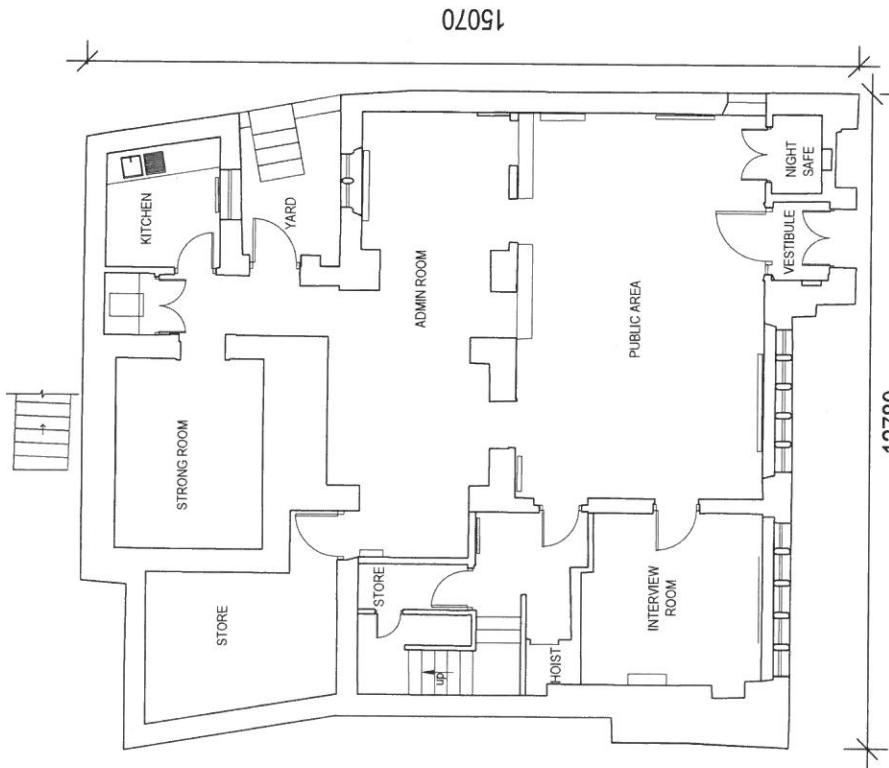 15070
KITCHEN
YARD
NIGHT
SAFE
VESTIBULE
ADMIN ROOM
PUBLIC AREA
STRONG ROOM
STORE
STORE
up
HOIST
INTERVIEW
ROOM